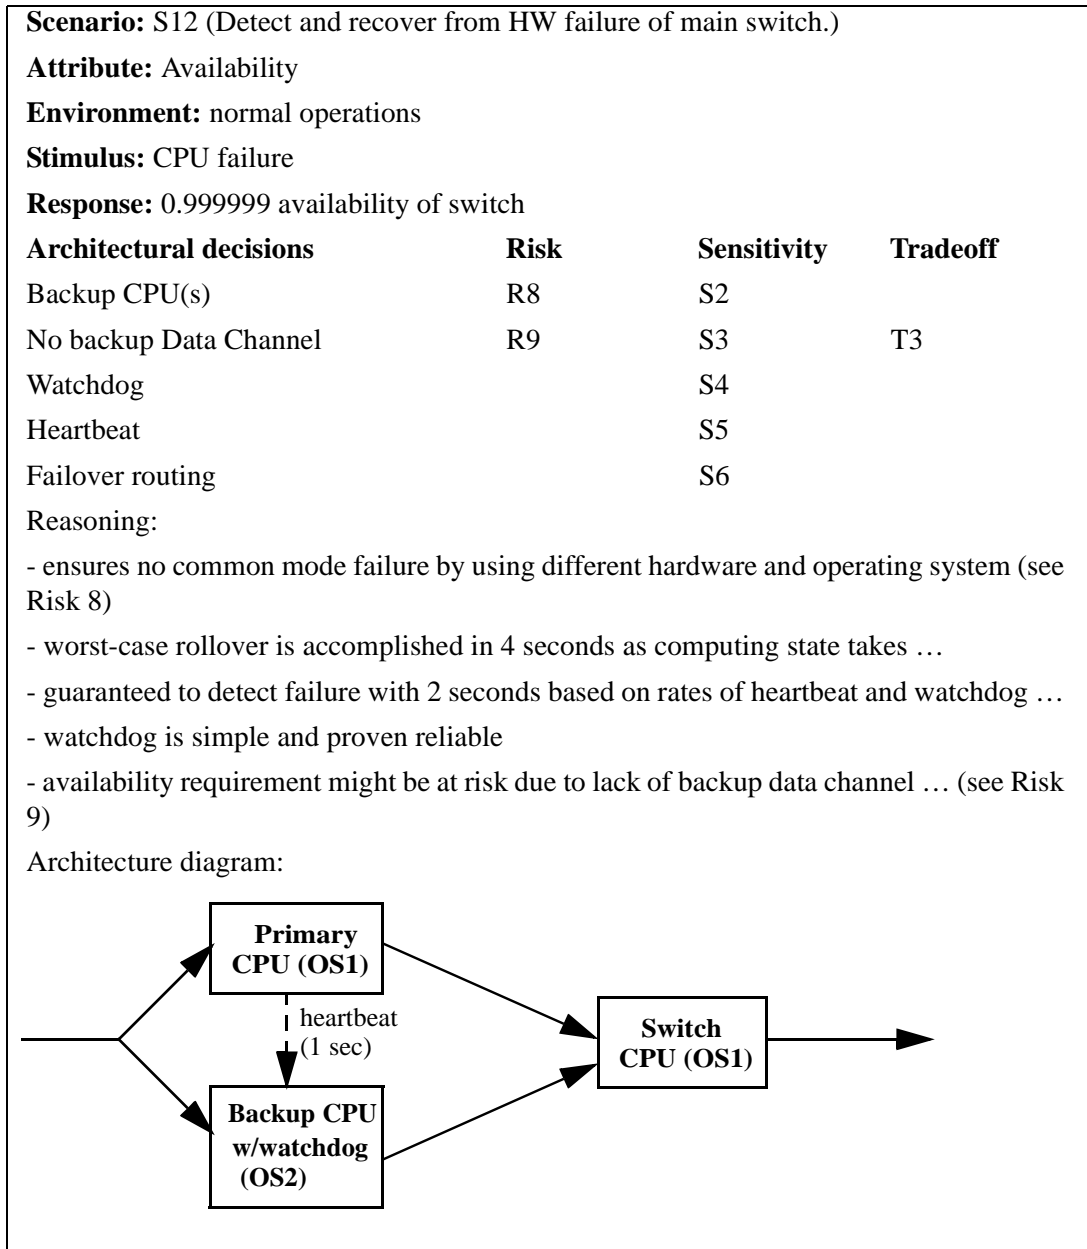 Scenario: S12 (Detect and recover from HW failure of main switch.)
Attribute: Availability
Environment: normal operations
Stimulus: CPU failure
Response: 0.999999 availability of switch
Architectural decisions Risk Sensitivity Tradeoff
Backup CPU(s) R8 S2
No backup Data Channel R9 S3 T3
Watchdog S4
Heartbeat S5
Failover routing S6
Reasoning:
- ensures no common mode failure by using different hardware and operating system (see
Risk 8)
- worst-case rollover is accomplished in 4 seconds as computing state takes …
- guaranteed to detect failure with 2 seconds based on rates of heartbeat and watchdog …
- watchdog is simple and proven reliable
- availability requirement might be at risk due to lack of backup data channel … (see Risk
9)
Architecture diagram:
Primary
CPU (OS1)
heartbeat
(1 sec)
Switch
CPU (OS1)
Backup CPU
w/watchdog
(OS2)